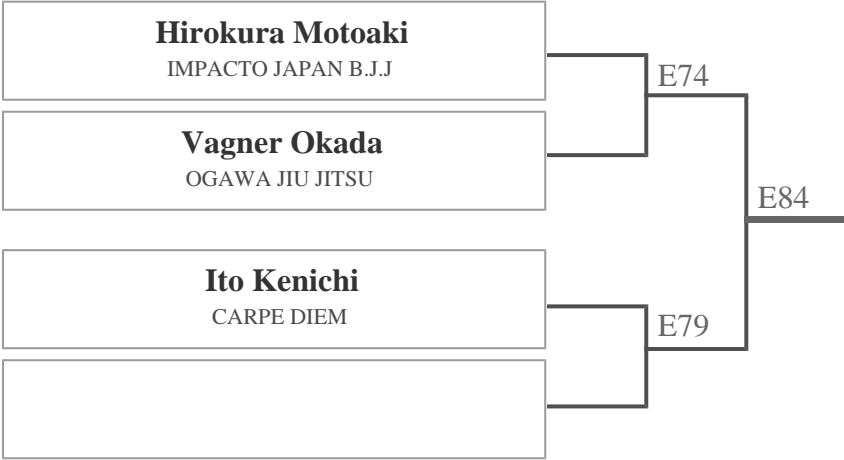 Hirokura Motoaki
IMPACTO JAPAN B.J.J
E74
Vagner Okada
OGAWA JIU JITSU
E84
Ito Kenichi
CARPE DIEM
E79